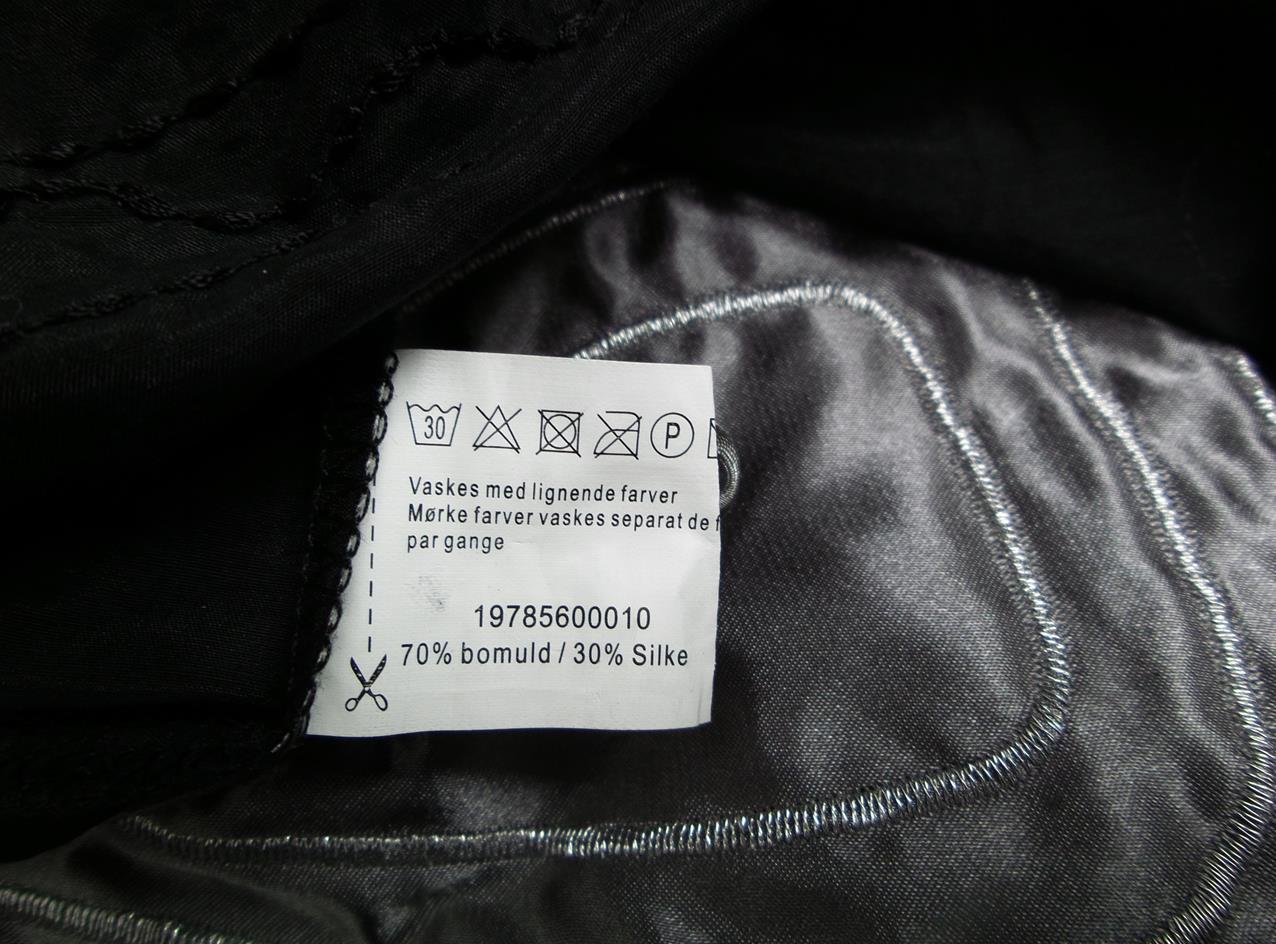 30 P
Vaskes med lignende farver
Mørke farver vaskes separat de
par gange
19785600010
70% bomuld / 30% Silke